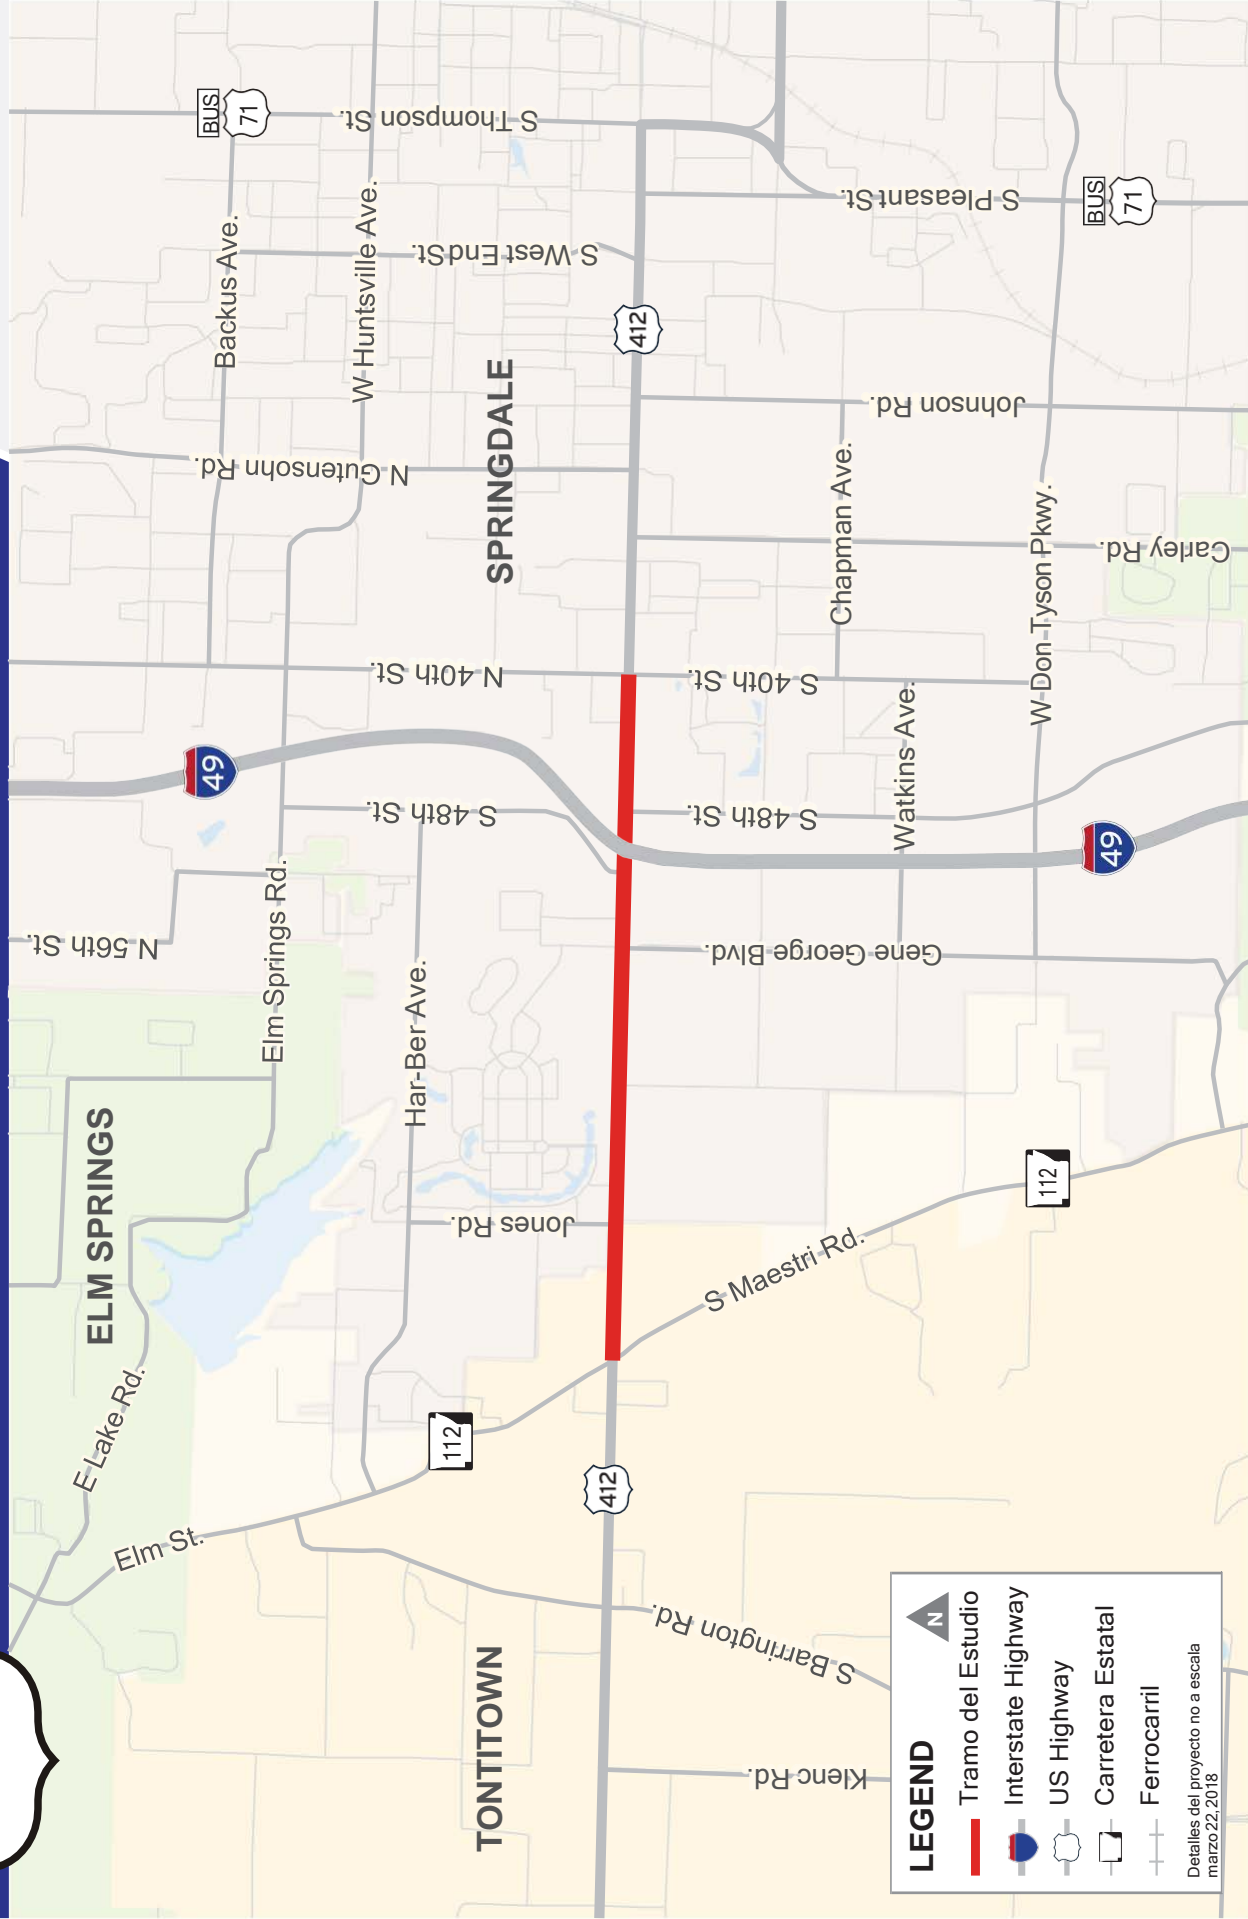 ELM SPRINGS
SPRINGDALE
TONTITOWN
E Lake Rd.
Elm St.
N 56th St.
Elm Springs Rd.
Har-Ber Ave.
Jones Rd.
49
S 48th St.
N 40th St.
N Gutensohn Rd.
Backus Ave.
W Huntsville Ave.
S West End St.
S Thompson St.
BUS
71
112
412
412
S Barrington Rd.
Klenc Rd.
S Maestri Rd.
112
Gene George Blvd.
S 48th St.
S 40th St.
Watkins Ave.
Chapman Ave.
W Don Tyson Pkwy.
49
Carley Rd.
Johnson Rd.
S Pleasant St.
BUS
71
LEGEND
N
Tramo del Estudio
Interstate Highway
US Highway
Carretera Estatal
Ferrocarril
Detalles del proyecto no a escala
marzo 22, 2018